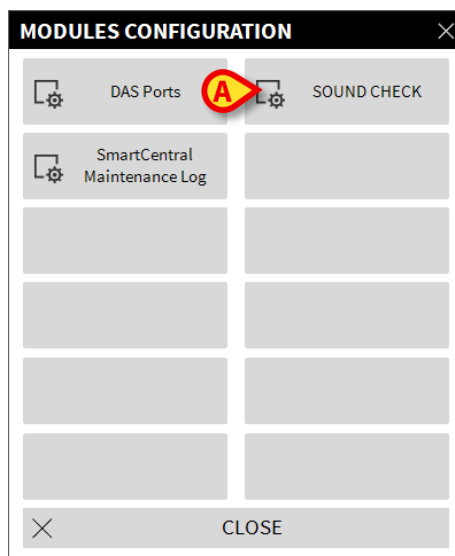 MODULES CONFIGURATION
DAS Ports
A
SOUND CHECK
SmartCentral
Maintenance Log
CLOSE